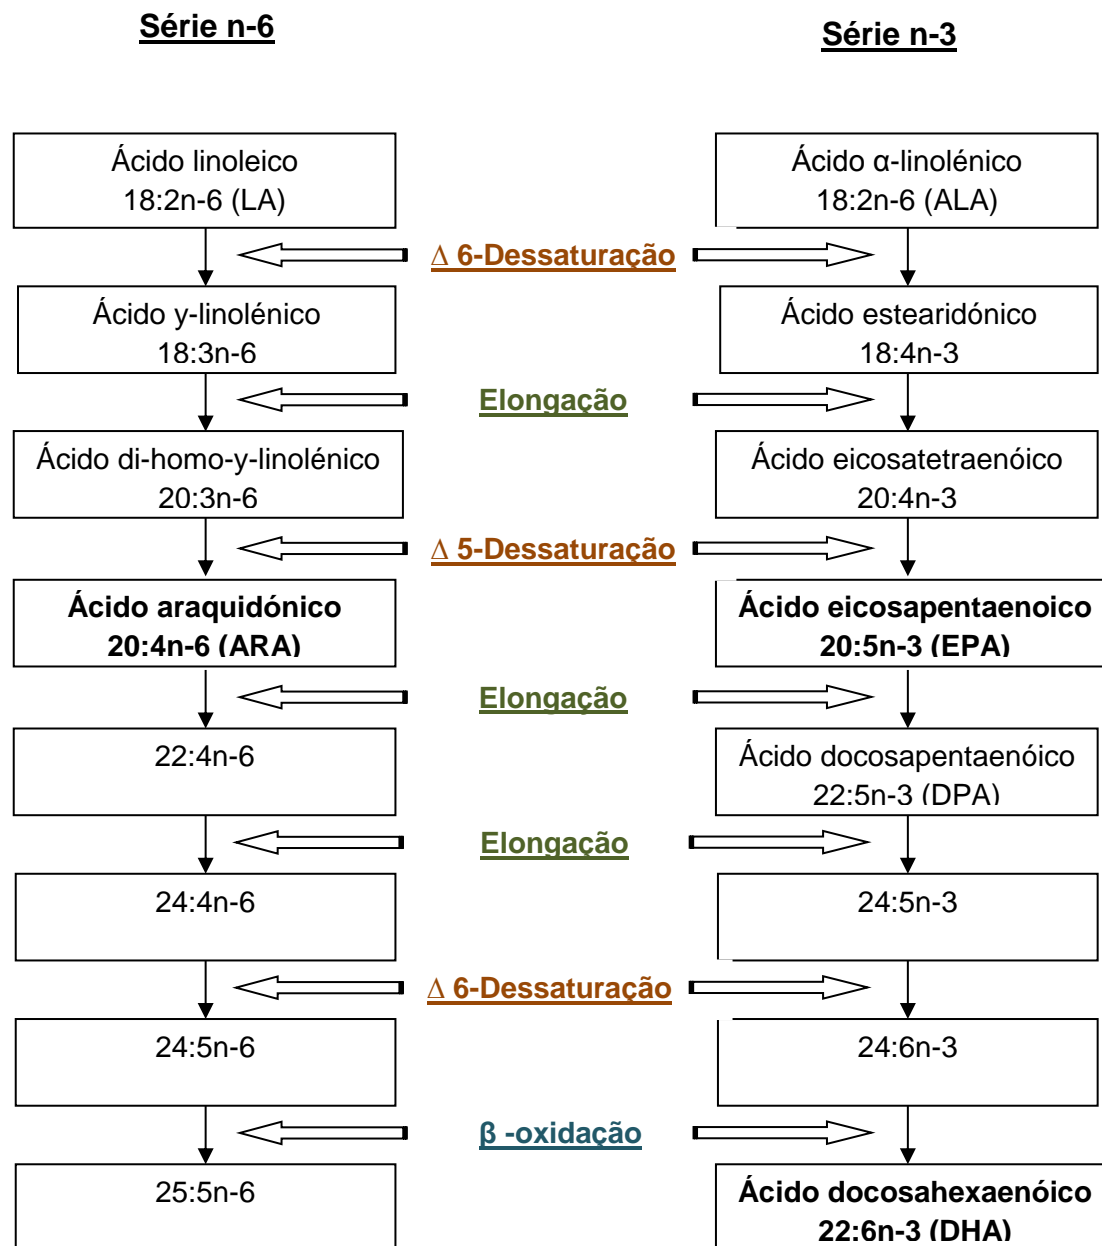 Série n-6
Série n-3
Ácido linoleico
18:2n-6 (LA)
Ácido α-linolénico
18:2n-6 (ALA)
Δ 6-Dessaturação
Ácido y-linolénico
18:3n-6
Ácido estearidónico
18:4n-3
Elongação
Ácido di-homo-y-linolénico
20:3n-6
Ácido eicosatetraenóico
20:4n-3
Δ 5-Dessaturação
Ácido araquidónico
20:4n-6 (ARA)
Ácido eicosapentaenoico
20:5n-3 (EPA)
Elongação
22:4n-6
Ácido docosapentaenóico
22:5n-3 (DPA)
Elongação
24:4n-6
24:5n-3
Δ 6-Dessaturação
24:5n-6
24:6n-3
β -oxidação
25:5n-6
Ácido docosahexaenóico
22:6n-3 (DHA)